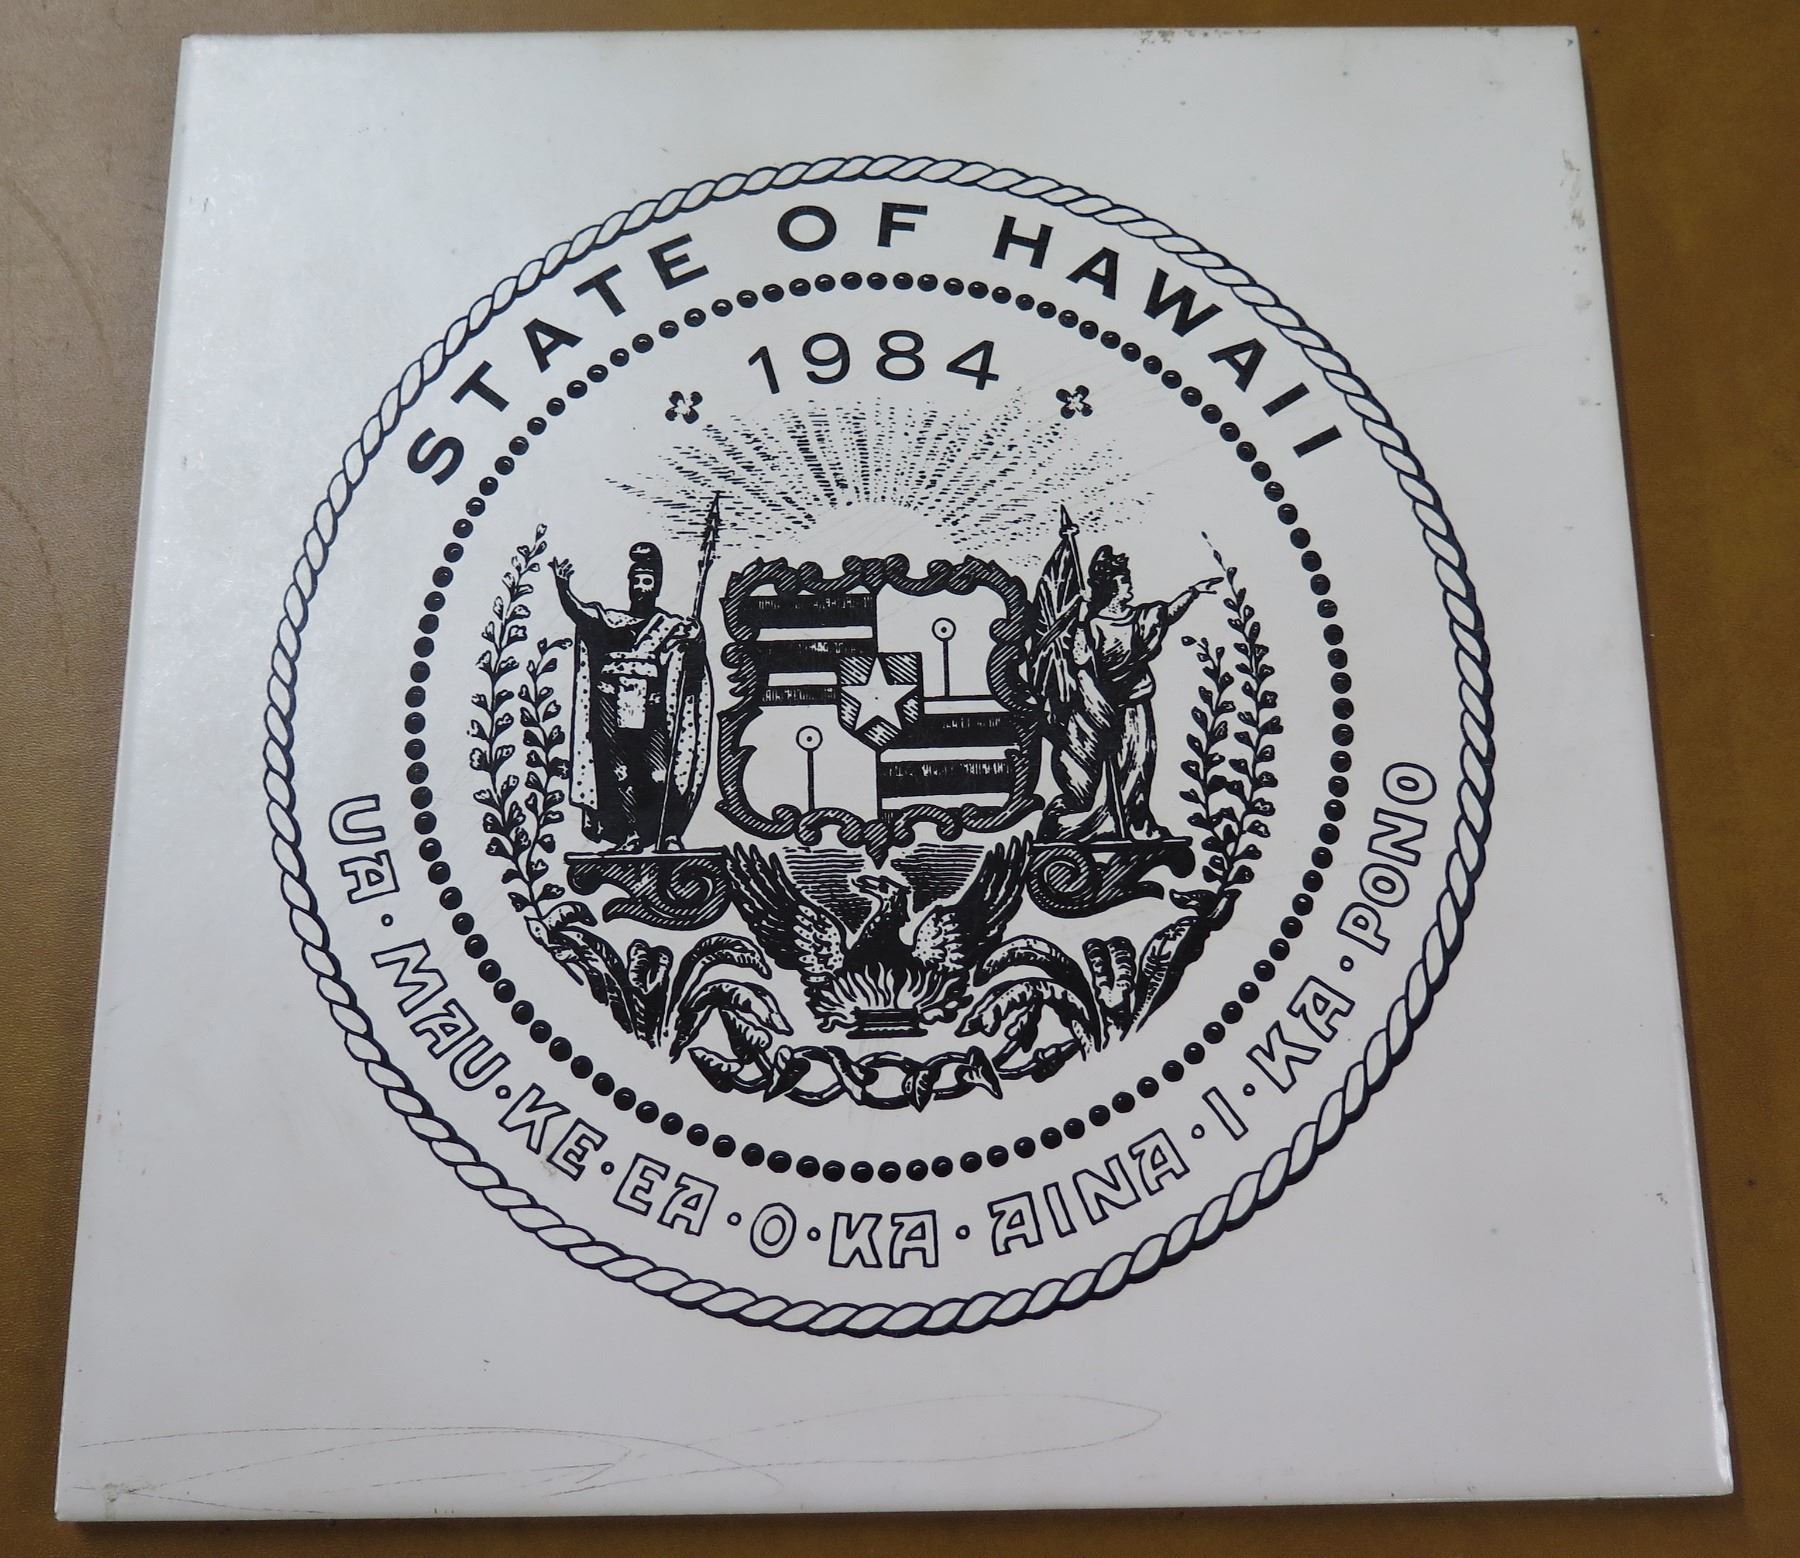 STATE OF HAWAII
1984
UA·MAU·KE·EA·O·KA·AINA·I·KA·PONO